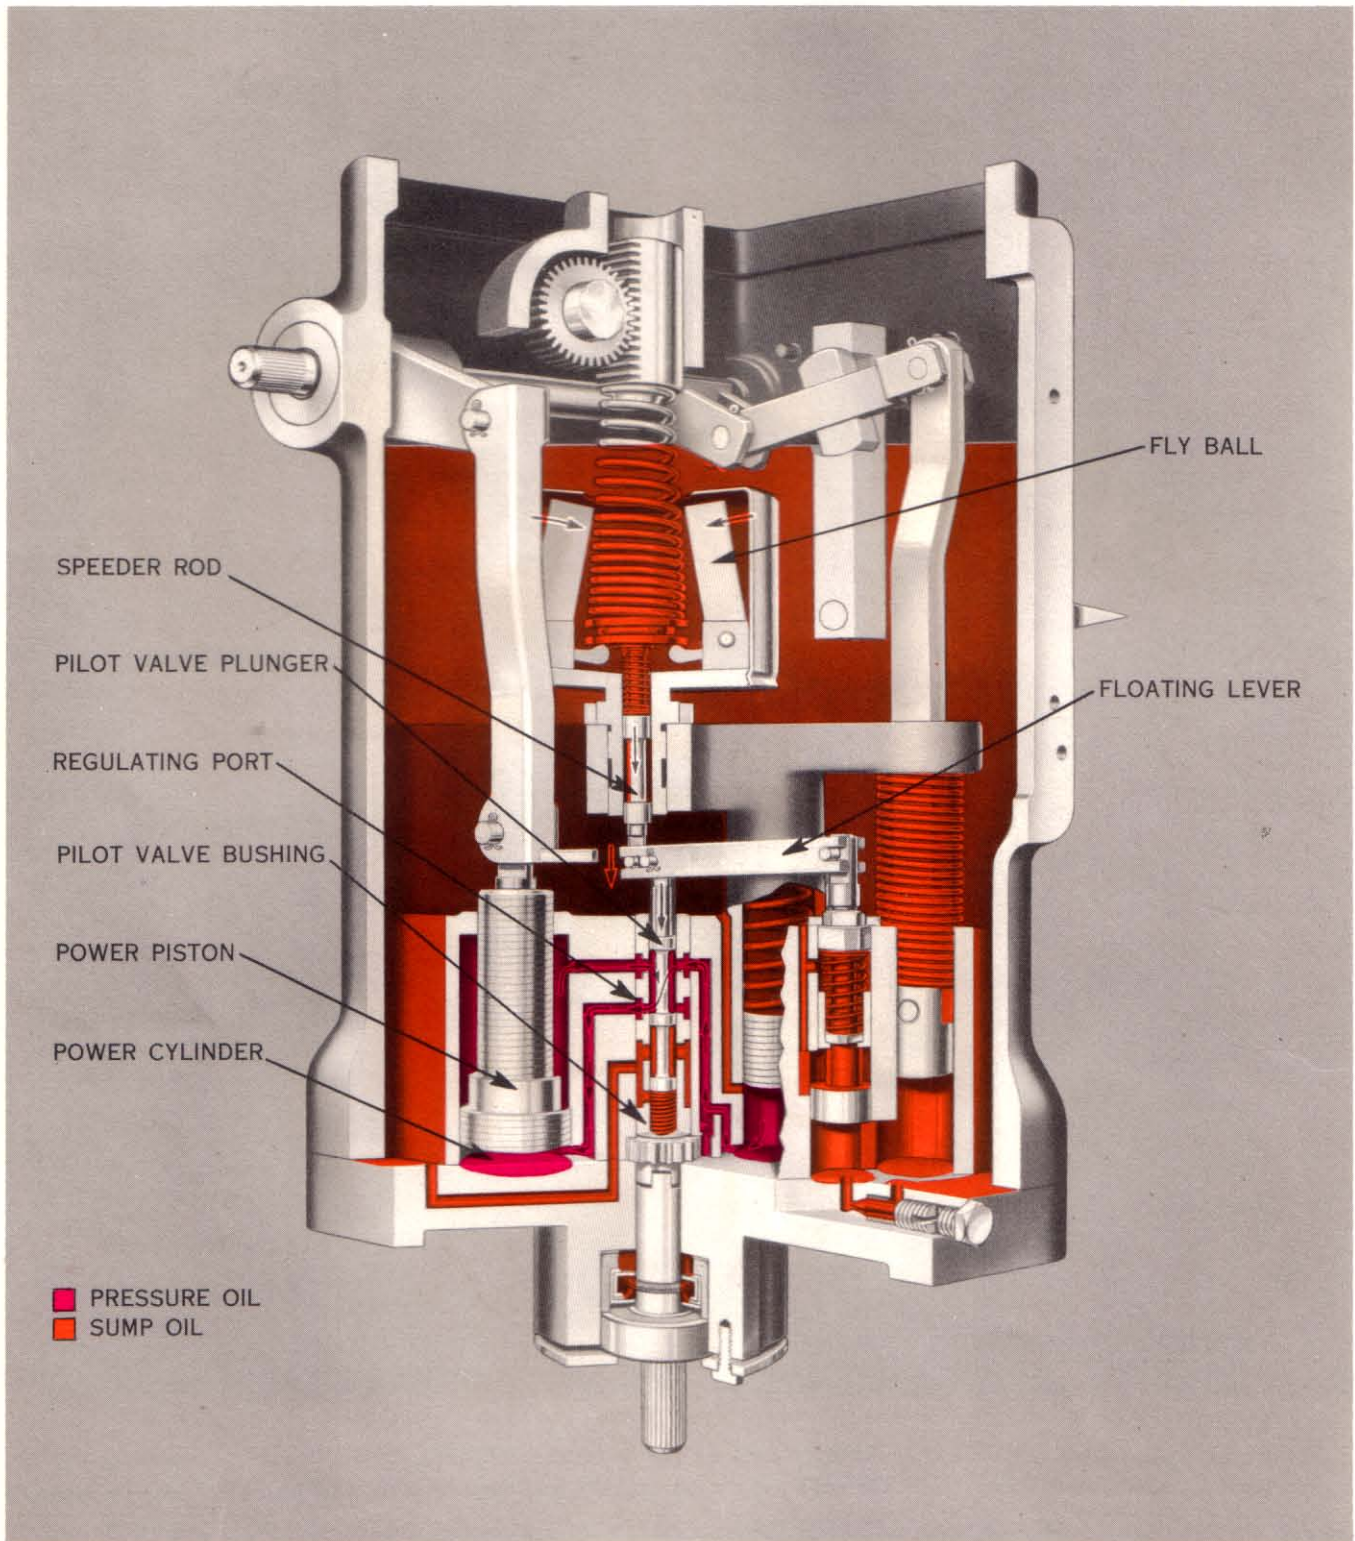 FLY BALL
SPEEDER ROD
PILOT VALVE PLUNGER
FLOATING LEVER
REGULATING PORT
PILOT VALVE BUSHING
POWER PISTON
POWER CYLINDER
PRESSURE OIL
SUMP OIL